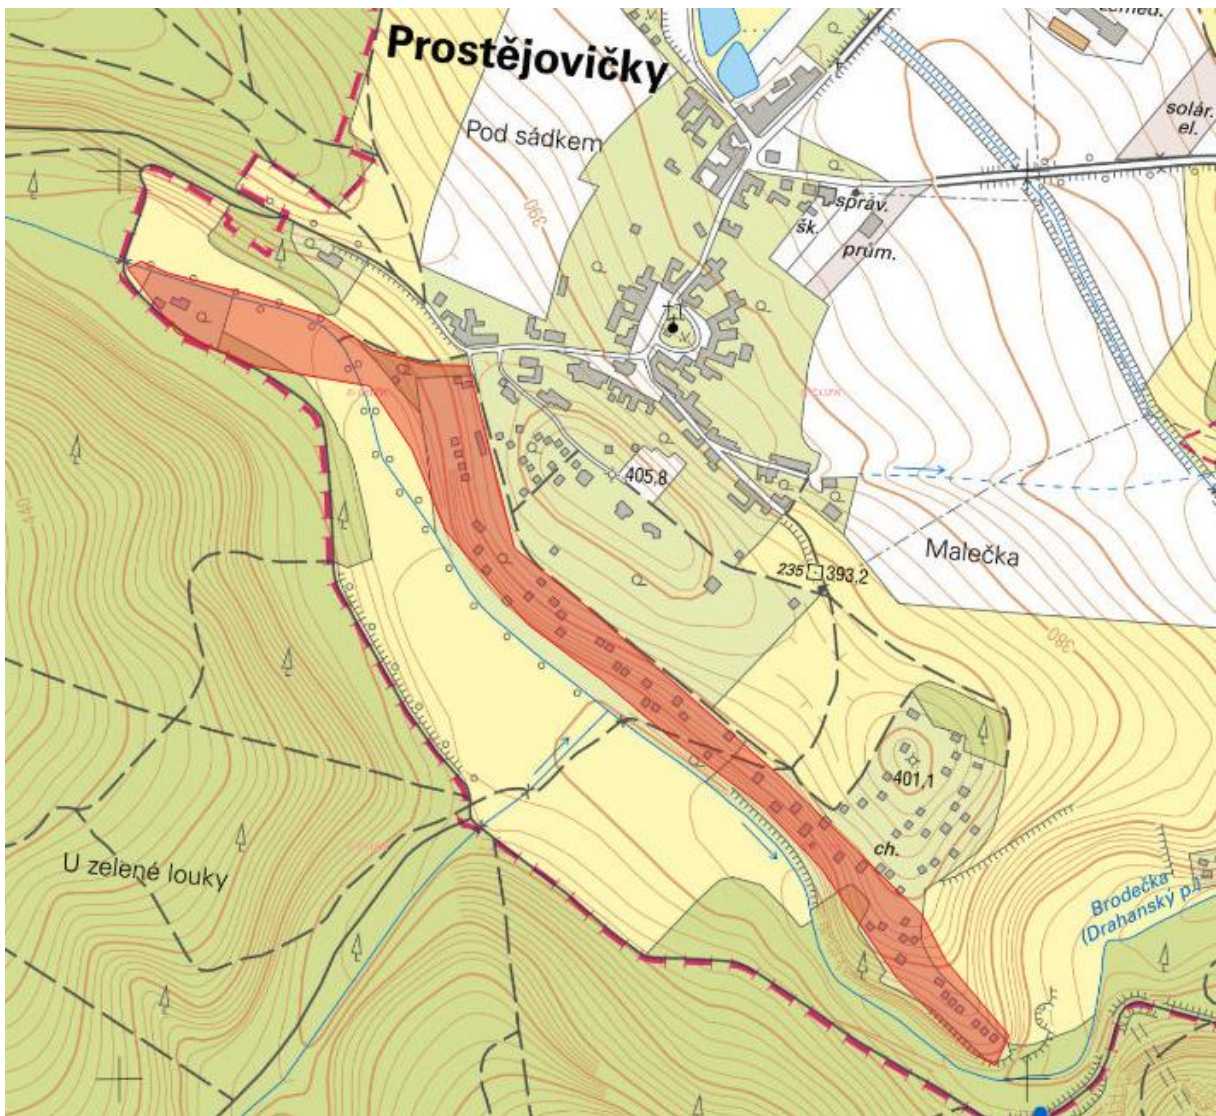 Prostějovičky
Pod sádkem
390
solár.
el.
správ.
šk.
prům.
405,8
Malečka
235
393,2
380
440
401,1
ch.
U zelené louky
Brodečka
(Drahanský p.)